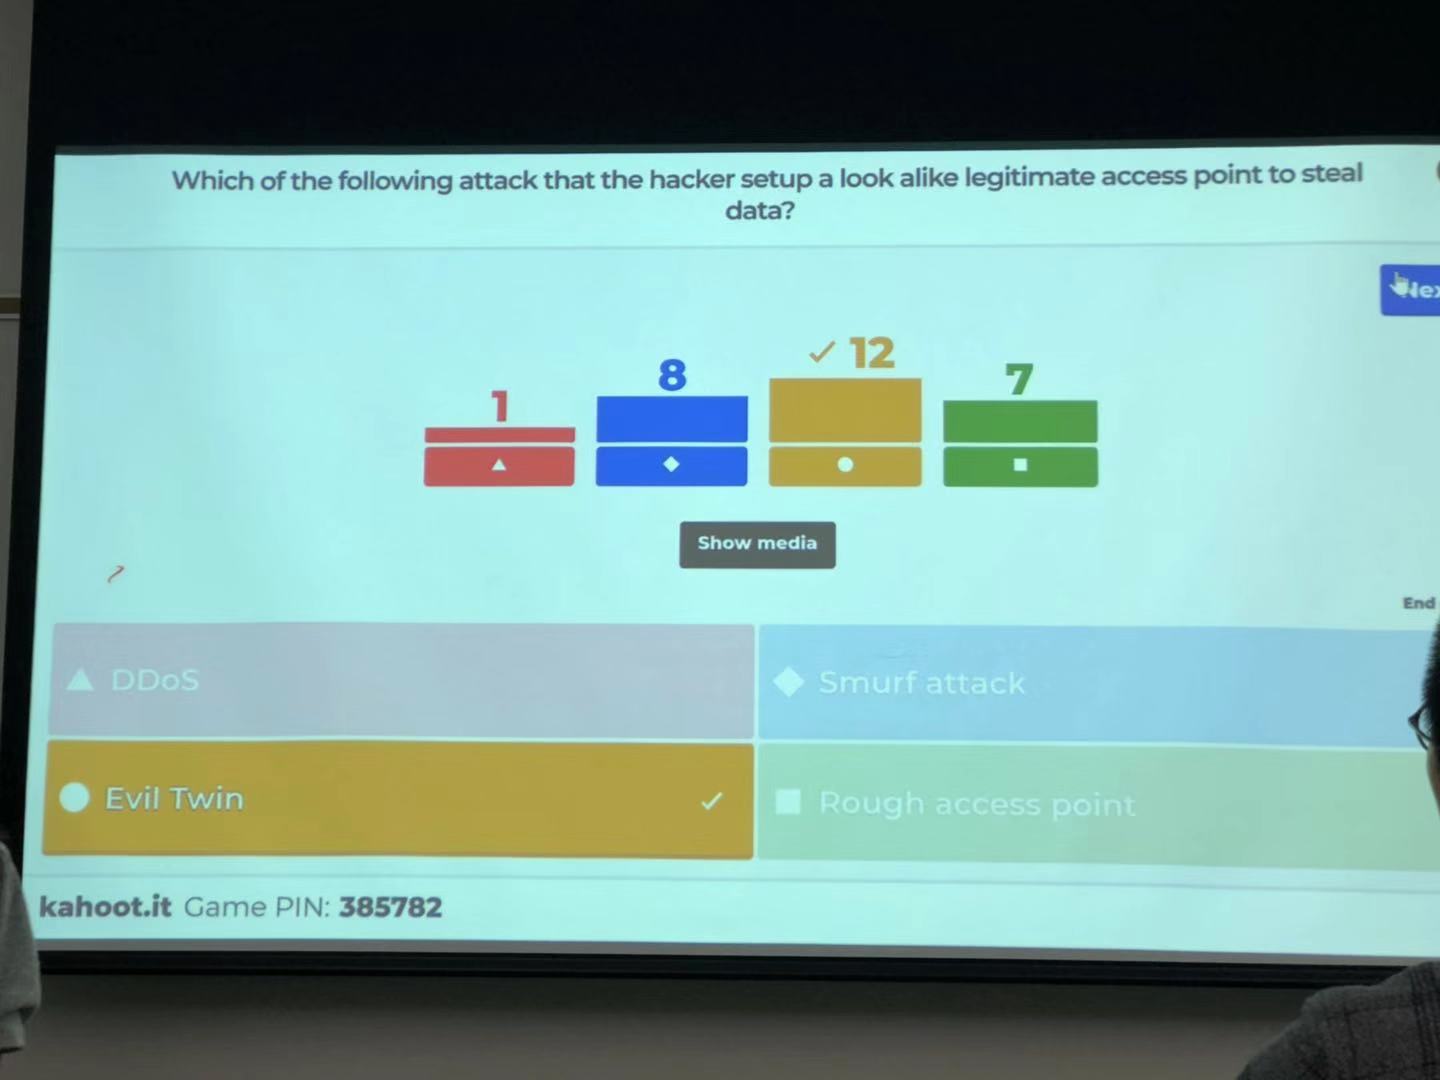 Which of the following attack that the hacker setup a look alike legitimate access point to steal
data?
1
8
12
7
Show media
End
DDoS
Smurf attack
Evil Twin
Rough access point
kahoot.it Game PIN: 385782